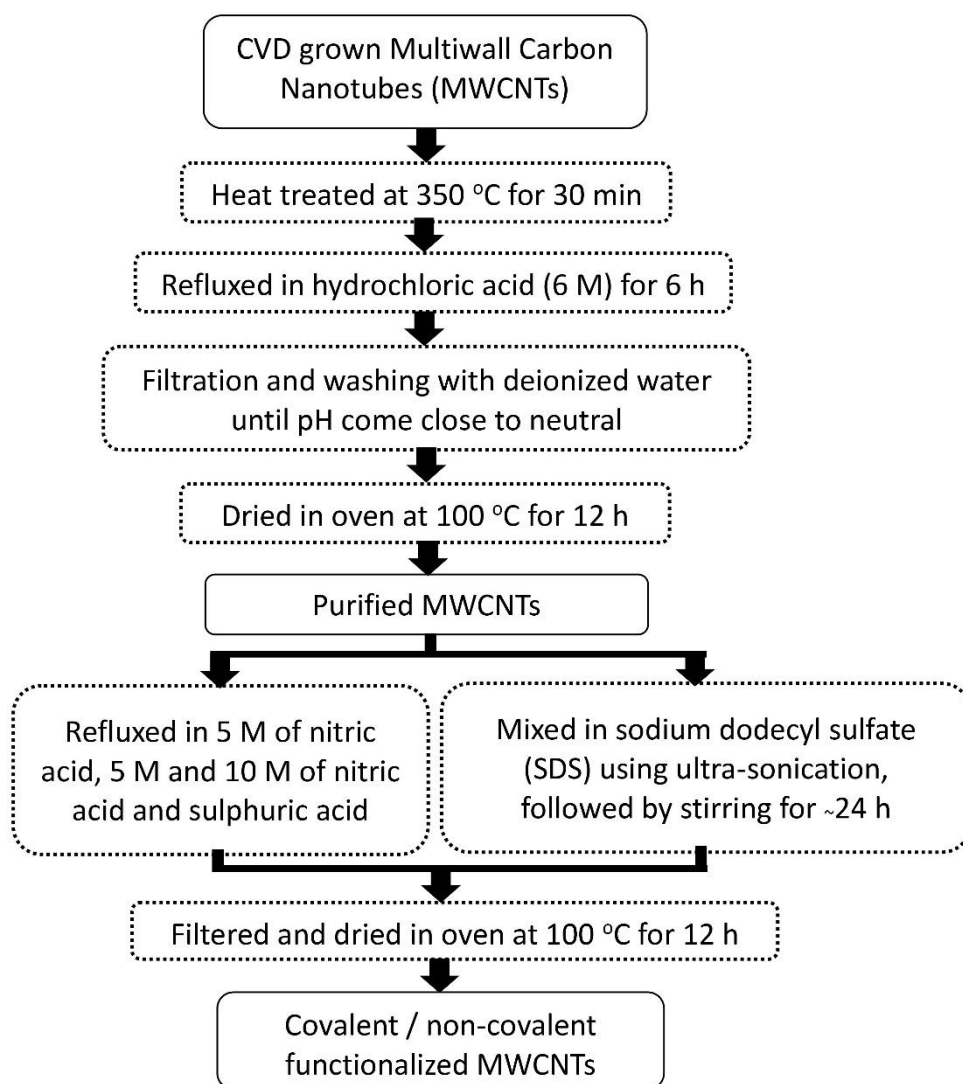 CVD grown Multiwall Carbon
Nanotubes (MWCNTs)
Heat treated at 350 °C for 30 min
Refluxed in hydrochloric acid (6 M) for 6 h
Filtration and washing with deionized water
until pH come close to neutral
Dried in oven at 100 °C for 12 h
Purified MWCNTs
Refluxed in 5 M of nitric
acid, 5 M and 10 M of nitric
acid and sulphuric acid
Mixed in sodium dodecyl sulfate
(SDS) using ultra-sonication,
followed by stirring for ~24 h
Filtered and dried in oven at 100 °C for 12 h
Covalent / non-covalent
functionalized MWCNTs